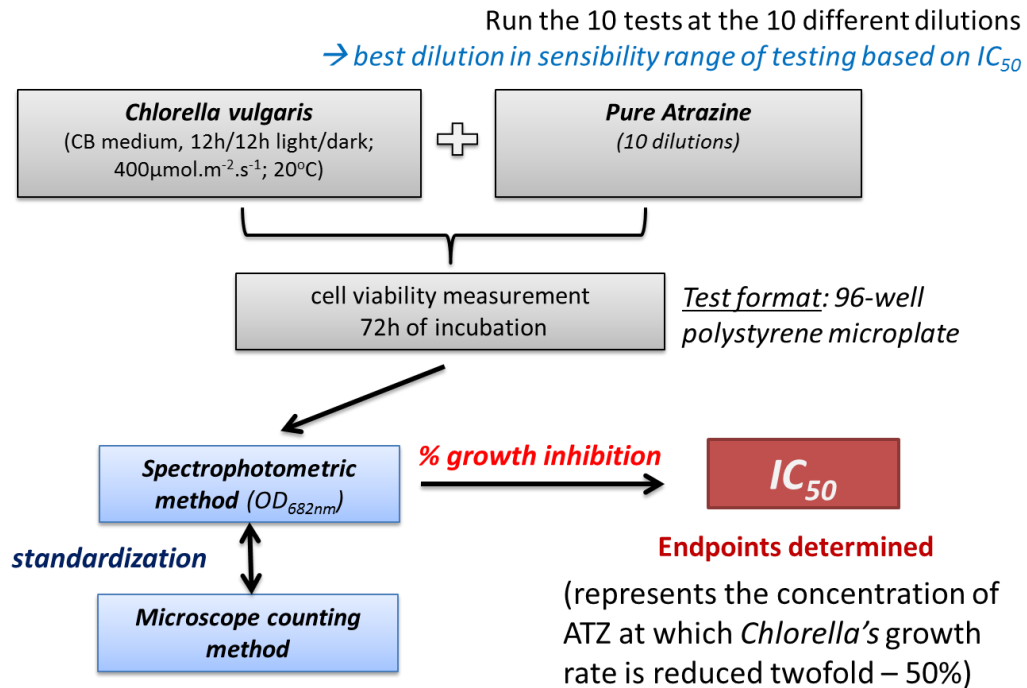 Run the 10 tests at the 10 different dilutions
→ best dilution in sensibility range of testing based on IC₅₀
Chlorella vulgaris
(CB medium, 12h/12h light/dark;
400µmol.m⁻².s⁻¹; 20°C)
Pure Atrazine
(10 dilutions)
cell viability measurement
72h of incubation
Test format: 96-well
polystyrene microplate
Spectrophotometric
method (OD₆₈₂ₙₘ)
% growth inhibition
IC₅₀
standardization
Microscope counting
method
Endpoints determined
(represents the concentration of
ATZ at which Chlorella’s growth
rate is reduced twofold – 50%)